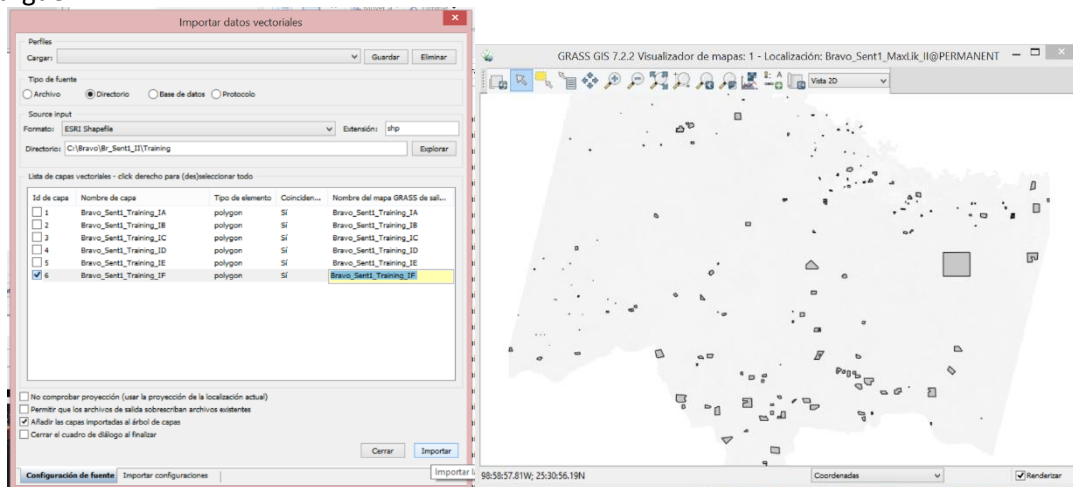 Importar datos vectoriales
Perfiles
Cargar:
Guardar
Eliminar
Tipo de fuente
Archivo
Directorio
Base de datos
Protocolo
Source input
Formato: ESRI Shapefile
Extensión: shp
Directorio: C:\Bravo\Br_Sent1_II\Training
Explorar
Lista de capas vectoriales - click derecho para (des)seleccionar todo
Id de capa Nombre de capa Tipo de elemento Coinciden... Nombre del mapa GRASS de sal...
1 Bravo_Sent1_Training_IA polygon Sí Bravo_Sent1_Training_IA
2 Bravo_Sent1_Training_IB polygon Sí Bravo_Sent1_Training_IB
3 Bravo_Sent1_Training_IC polygon Sí Bravo_Sent1_Training_IC
4 Bravo_Sent1_Training_ID polygon Sí Bravo_Sent1_Training_ID
5 Bravo_Sent1_Training_IE polygon Sí Bravo_Sent1_Training_IE
6 Bravo_Sent1_Training_IF polygon Sí Bravo_Sent1_Training_IF
No comprobar proyección (usar la proyección de la localización actual)
Permitir que los archivos de salida sobrescriban archivos existentes
Añadir las capas importadas al árbol de capas
Cerrar el cuadro de diálogo al finalizar
Cerrar
Importar
Importar
Configuración de fuente
Importar configuraciones
GRASS GIS 7.2.2 Visualizador de mapas: 1 - Localización: Bravo_Sent1_MaxLik_II@PERMANENT
Vista 2D
98:58:57.81W; 25:30:56.19N
Coordenadas
Renderizar